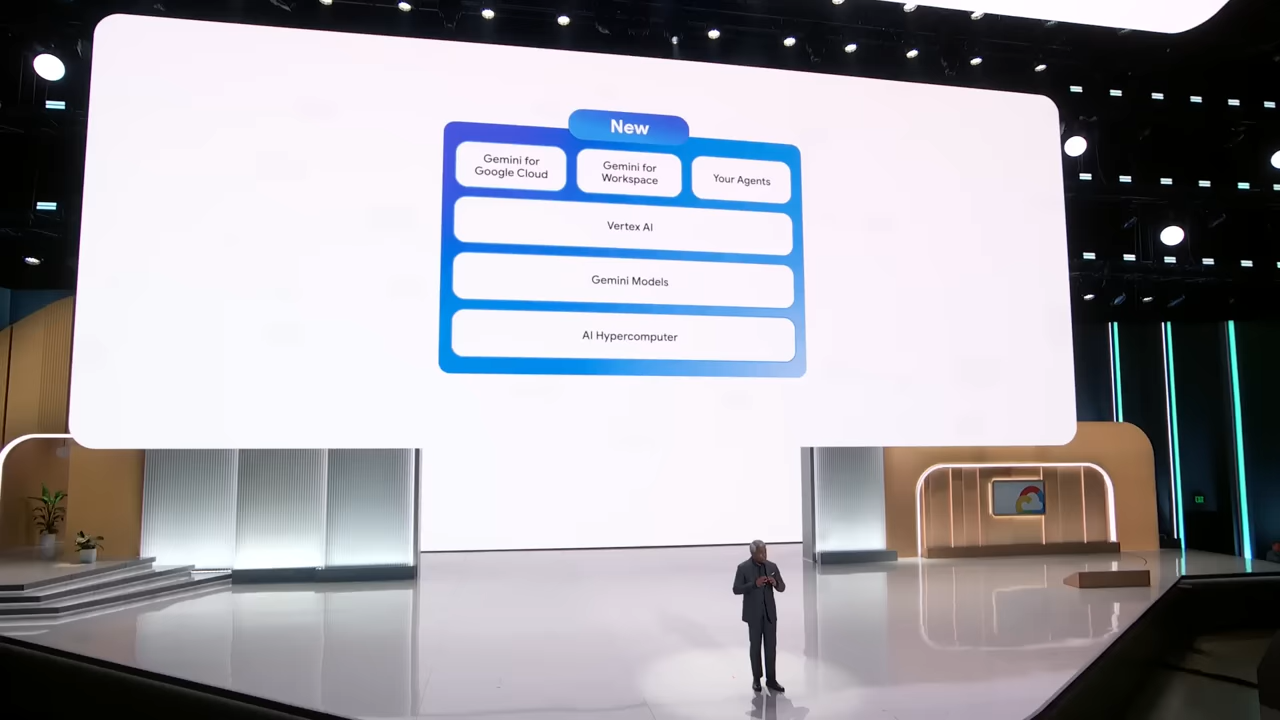 New
Gemini for
Google Cloud
Gemini for
Workspace
Your Agents
Vertex AI
Gemini Models
AI Hypercomputer